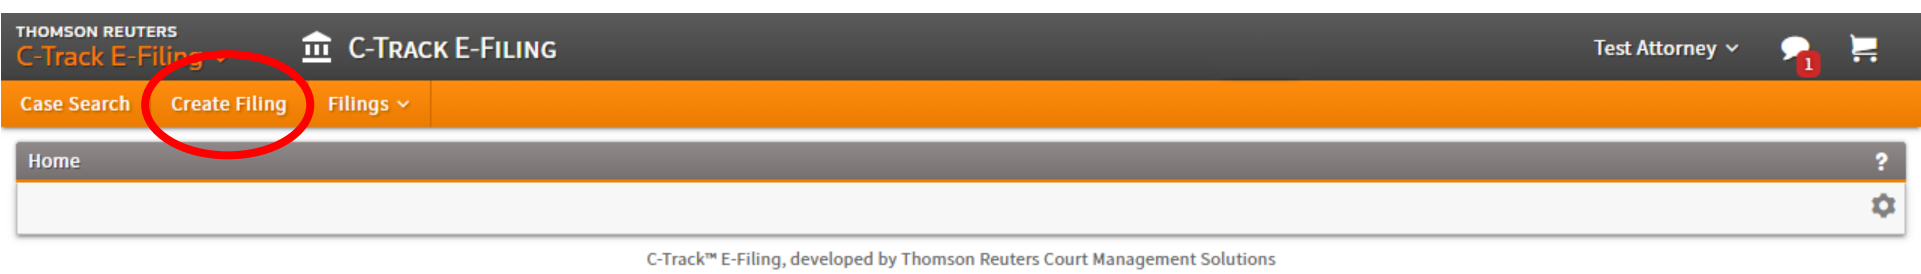 THOMSON REUTERS
C-Track E-Filing
C-TRACK E-FILING
Test Attorney
1
Case Search
Create Filing
Filings
Home
?
C-Track™ E-Filing, developed by Thomson Reuters Court Management Solutions